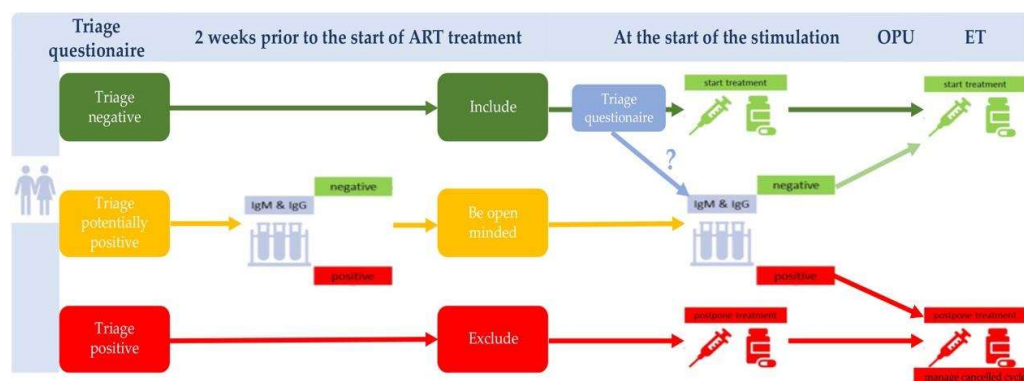 Triage
questionaire
2 weeks prior to the start of ART treatment
At the start of the stimulation
OPU
ET
Triage
negative
Include
Triage
questionaire
start treatment
start treatment
?
Triage
potentially
positive
IgM & IgG
negative
positive
Be open
minded
IgM & IgG
negative
positive
Triage
positive
Exclude
postpone treatment
postpone treatment
manage cancelled cycle